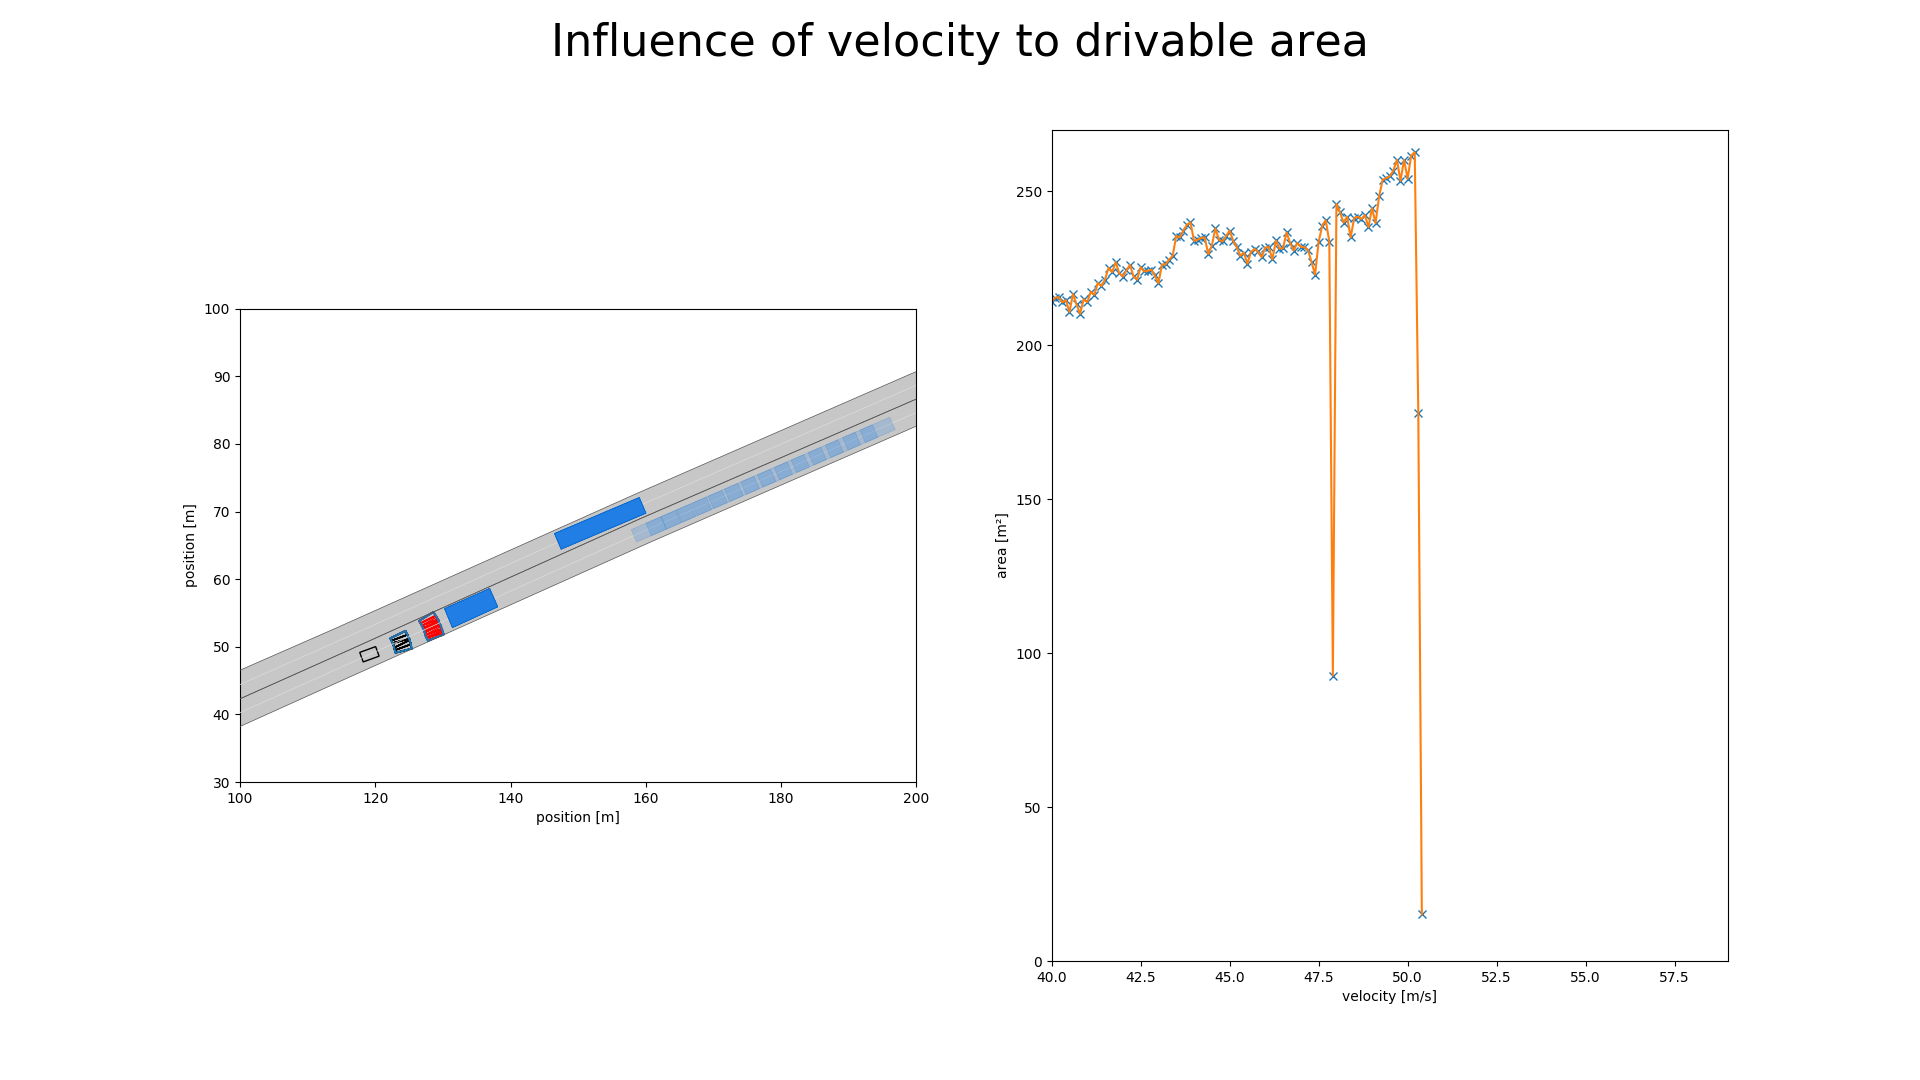 Influence of velocity to drivable area
100
90
80
70
60
50
40
30
position [m]
100 120 140 160 180 200
position [m]
250
200
150
100
50
0
area [m²]
40.0 42.5 45.0 47.5 50.0 52.5 55.0 57.5
velocity [m/s]